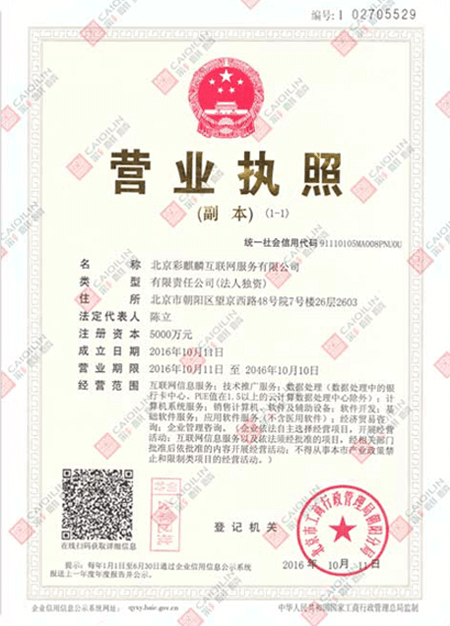 编号:1 02705529
营业执照
(副 本) (1-1)
统一社会信用代码 91110105MA008PNU0U
名 称 北京彩麒麟互联网服务有限公司
类 型 有限责任公司(法人独资)
住 所 北京市朝阳区望京西路48号院7号楼26层2603
法定代表人 陈立
注册资本 5000万元
成立日期 2016年10月11日
营业期限 2016年10月11日 至 2046年10月10日
经营范围 互联网信息服务;技术推广服务;数据处理(数据处理中的银
行卡中心、PUE值在1.5以上的云计算数据处理中心除外);计
算机系统服务;销售计算机、软件及辅助设备;软件开发;基
础软件服务;应用软件服务(不含医用软件);经济贸易咨
询;企业管理咨询。(企业依法自主选择经营项目,开展经营
活动;互联网信息服务以及依法须经批准的项目,经相关部门
批准后依批准的内容开展经营活动;不得从事本市产业政策禁
止和限制类项目的经营活动。)
在线扫码获取详细信息
登记机关
北京市工商行政管理局朝阳分局
2016 年 10 月 11 日
提示:每年1月1日至6月30日通过企业信用信息公示系统
报送上一年度年度报告并公示。
企业信用信息公示系统网址: qyxy.baic.gov.cn
中华人民共和国国家工商行政管理总局监制
CAIQILIN
彩麒麟